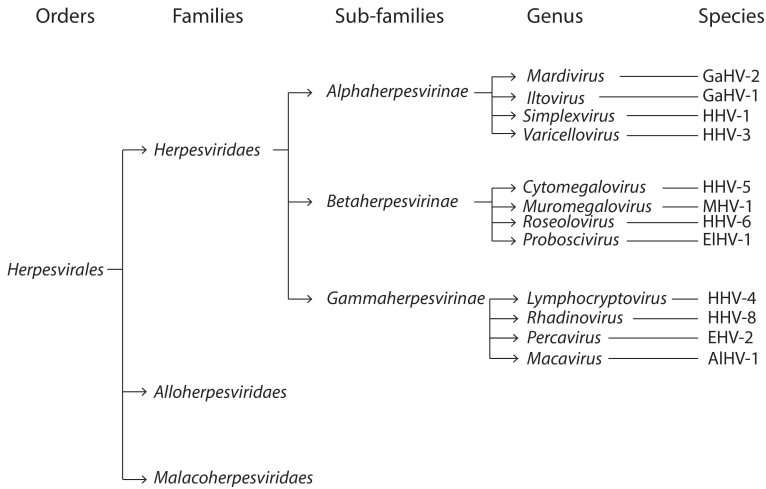 Orders Families Sub-families Genus Species
Mardivirus GaHV-2
Alphaherpesvirinae
Iltovirus GaHV-1
Simplexvirus HHV-1
Varicellovirus HHV-3
Herpesviridaes
Cytomegalovirus HHV-5
Betaherpesvirinae
Muromegalovirus MHV-1
Roseolovirus HHV-6
Proboscivirus ElHV-1
Herpesvirales
Gammaherpesvirinae Lymphocryptovirus HHV-4
Rhadinovirus HHV-8
Percavirus EHV-2
Macavirus AlHV-1
Alloherpesviridaes
Malacoherpesviridaes